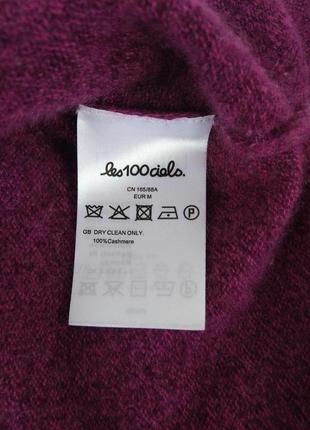 les100ciels.
CN 165/88A
EUR M
P
GB DRY CLEAN ONLY.
100%Cashmere